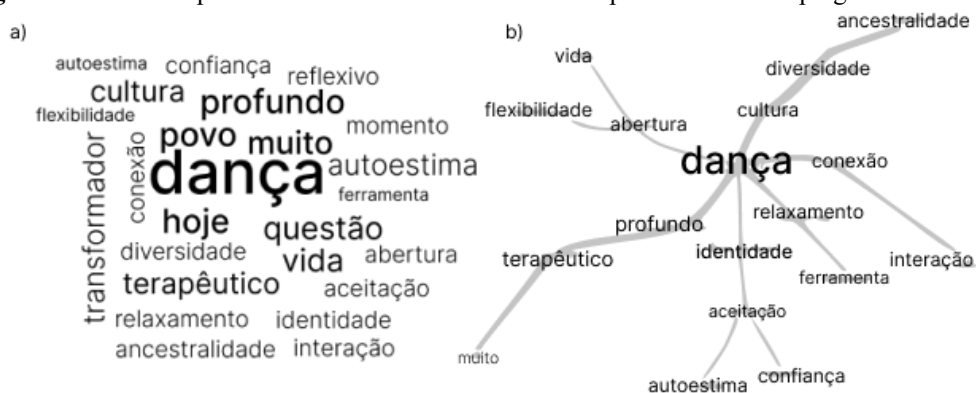 a)
autoestima confiança reflexivo
cultura profundo
flexibilidade
povo muito momento
transformador conexão dança autoestima
ferramenta
hoje questão
diversidade vida abertura
terapêutico aceitação
relaxamento identidade
ancestralidade interação
b)
ancestralidade
vida
diversidade
flexibilidade cultura
abertura
dança conexão
profundo relaxamento
identidade
terapêutico interação
ferramenta
aceitação
muito
autoestima confiança